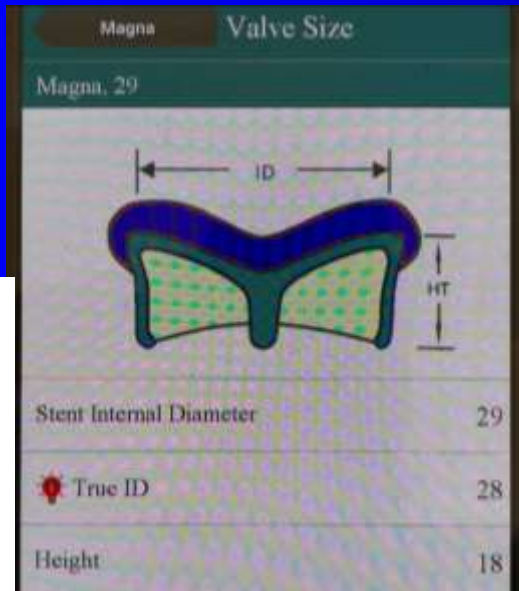 Magna
Valve Size
Magna, 29
ID
HT
Stent Internal Diameter 29
True ID 28
Height 18